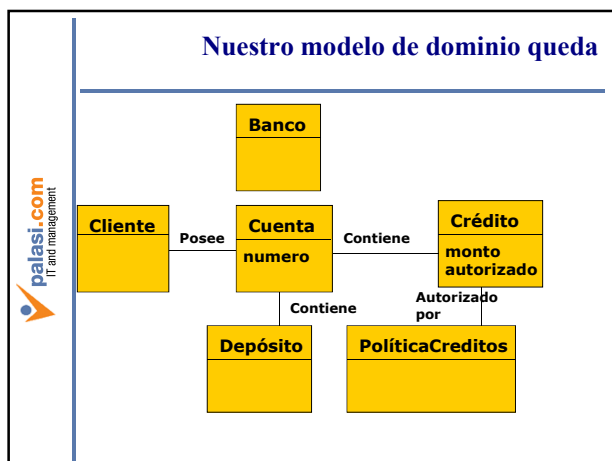 Nuestro modelo de dominio queda
palasi.com
IT and management
Banco
Cliente
Posee
Cuenta
numero
Contiene
Crédito
monto
autorizado
Contiene
Autorizado
por
Depósito
PolíticaCreditos